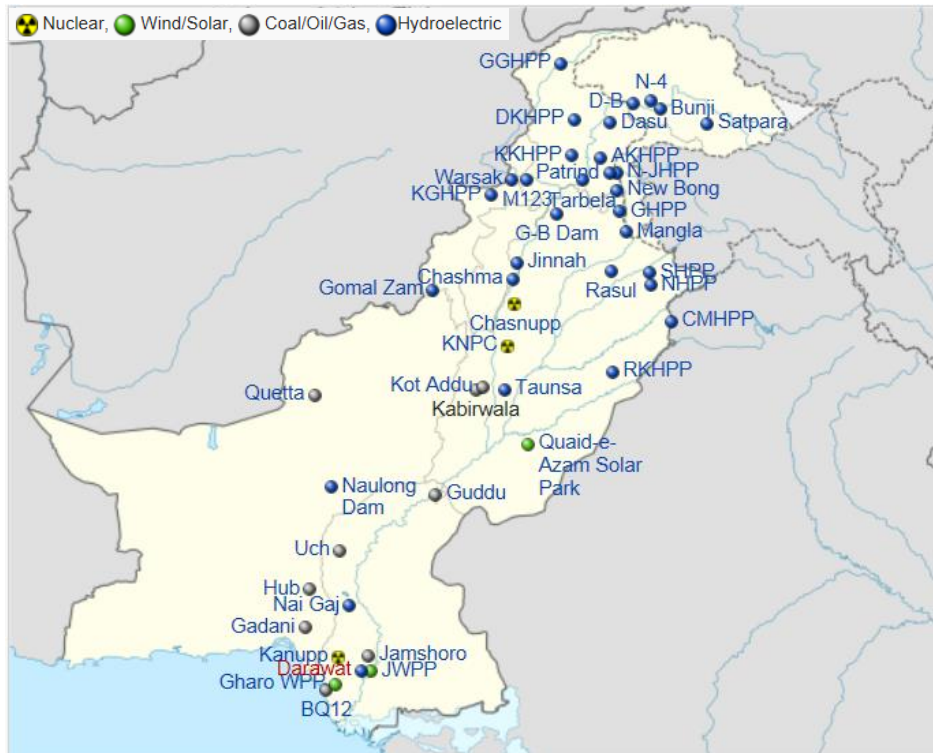 Nuclear, Wind/Solar, Coal/Oil/Gas, Hydroelectric
GGHPP
N-4
D-B
Bunji
DKHPP
Dasu
Satpara
KKHPP
AKHPP
Warsak
Patrind
N-JHPP
KGHPP
M123
Tarbela
New Bong
GHPP
G-B Dam
Mangla
Jinnah
Chashma
SHPP
Gomal Zam
Rasul
NHPP
Chasnupp
CMHPP
KNPC
RKHPP
Kot Addu
Taunsa
Quetta
Kabirwala
Quaid-e-
Azam Solar
Park
Naulong
Dam
Guddu
Uch
Hub
Nai Gaj
Gadani
Kanupp
Jamshoro
Darawat
JWPP
Gharo WPP
BQ12